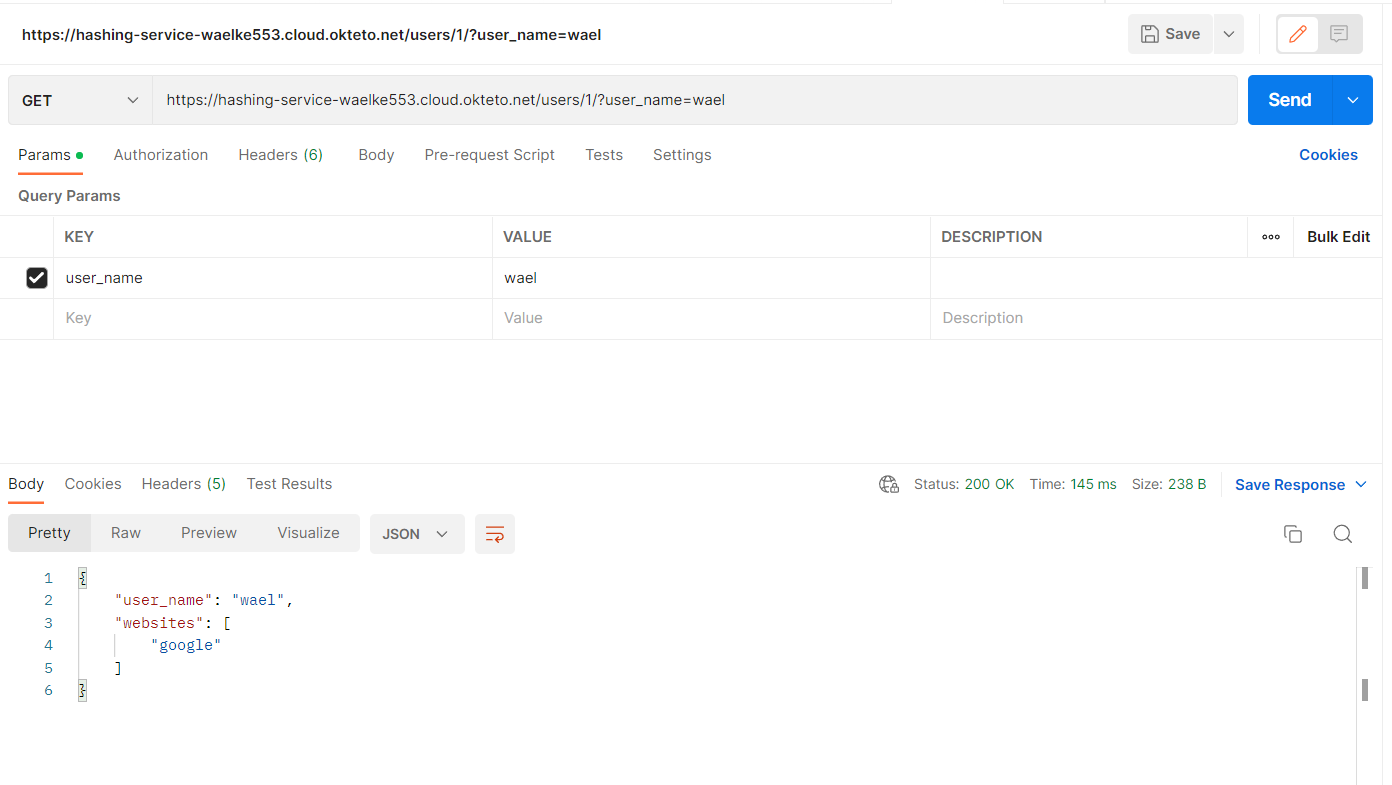 https://hashing-service-waelke553.cloud.okteto.net/users/1/?user_name=wael
Save
GET
https://hashing-service-waelke553.cloud.okteto.net/users/1/?user_name=wael
Send
Params Authorization Headers (6) Body Pre-request Script Tests Settings Cookies
Query Params
KEY VALUE DESCRIPTION Bulk Edit
user_name wael
Key Value Description
Body Cookies Headers (5) Test Results Status: 200 OK Time: 145 ms Size: 238 B Save Response
Pretty Raw Preview Visualize JSON
1 {
2 "user_name": "wael",
3 "websites": [
4 "google"
5 ]
6 }